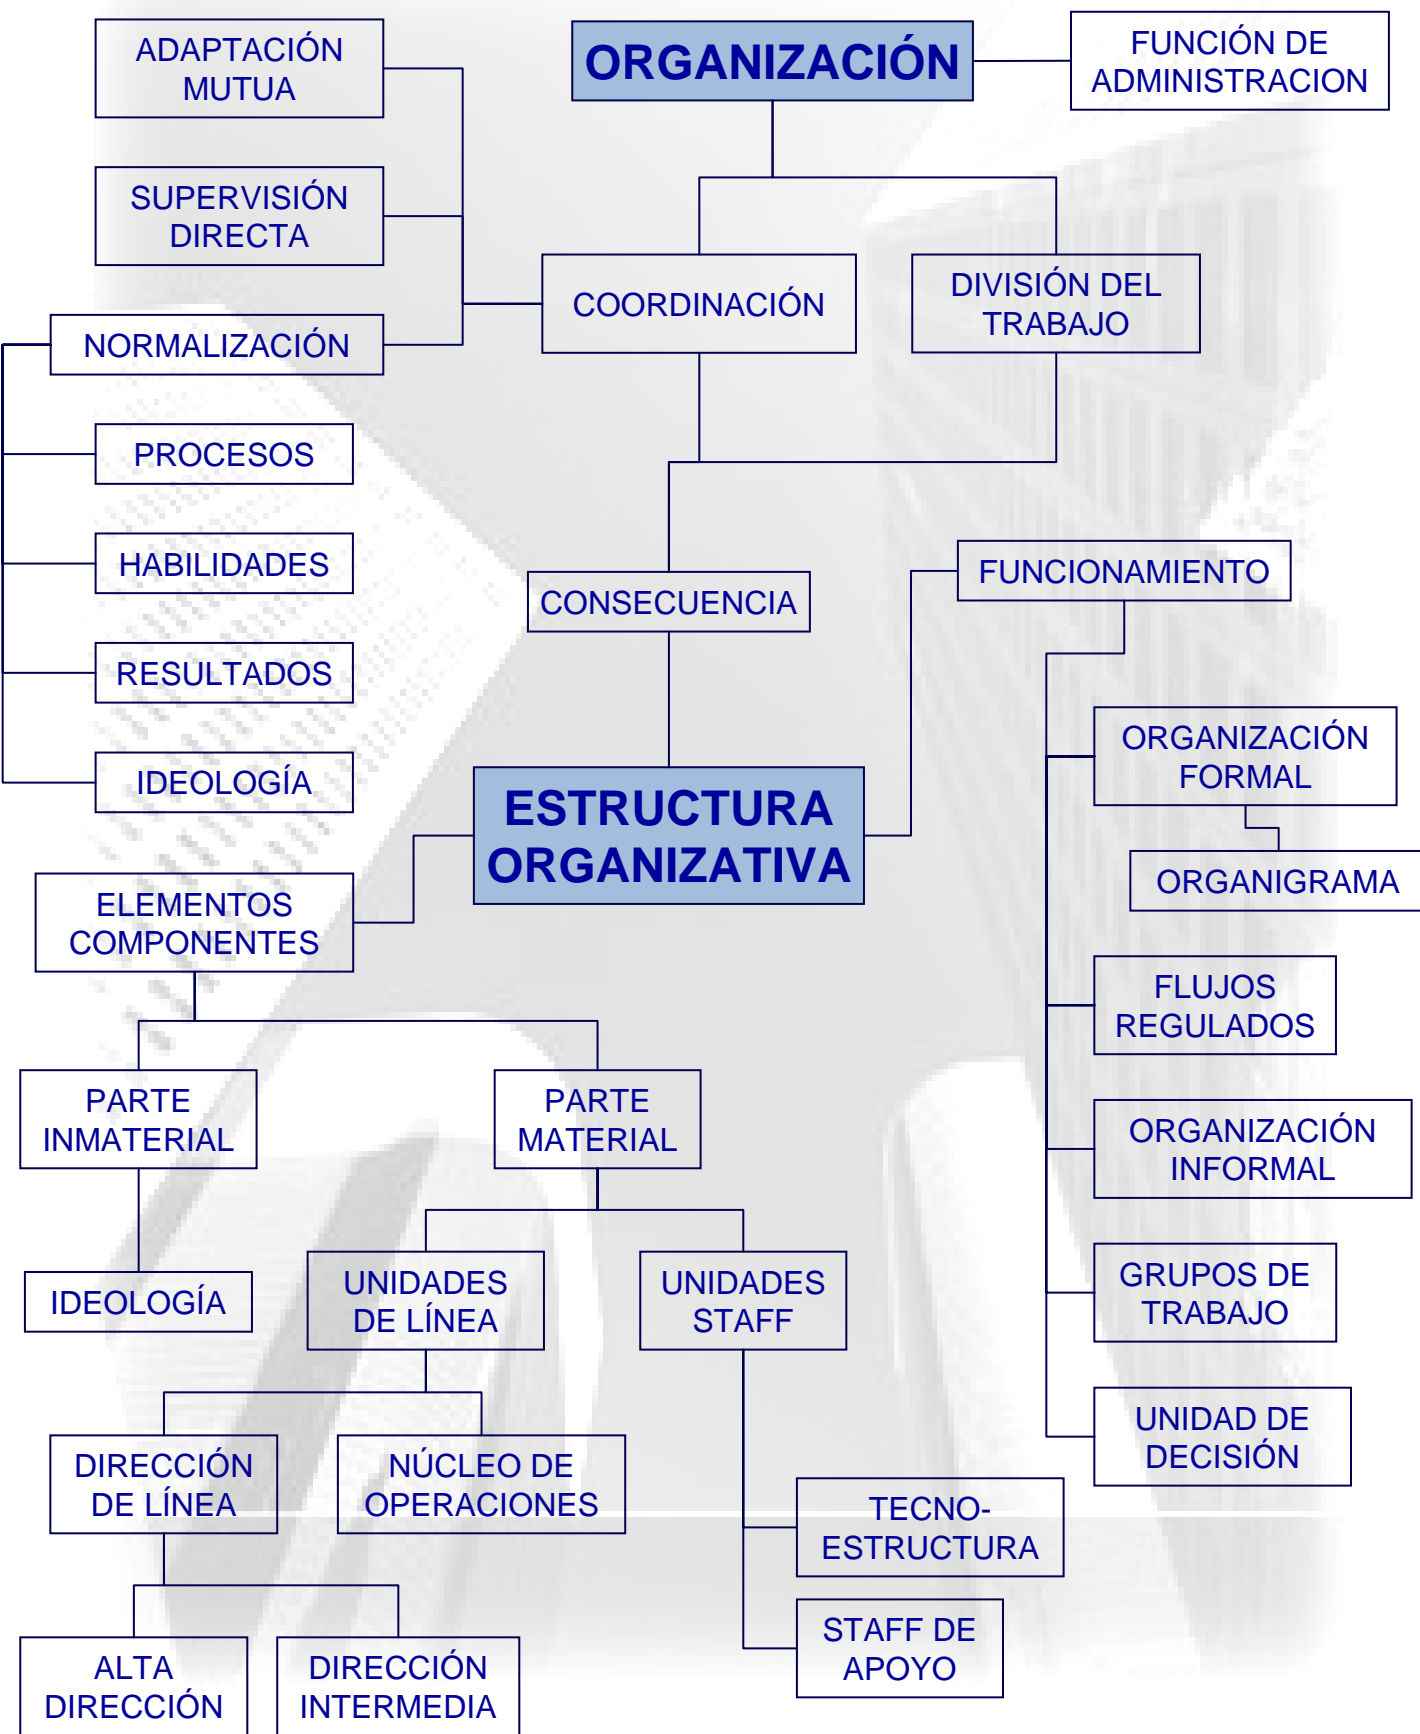 ORGANIZACIÓN
FUNCIÓN DE
ADMINISTRACION
ADAPTACIÓN
MUTUA
SUPERVISIÓN
DIRECTA
COORDINACIÓN
DIVISIÓN DEL
TRABAJO
NORMALIZACIÓN
PROCESOS
HABILIDADES
RESULTADOS
IDEOLOGÍA
CONSECUENCIA
FUNCIONAMIENTO
ESTRUCTURA
ORGANIZATIVA
ORGANIZACIÓN
FORMAL
ORGANIGRAMA
FLUJOS
REGULADOS
ORGANIZACIÓN
INFORMAL
GRUPOS DE
TRABAJO
UNIDAD DE
DECISIÓN
ELEMENTOS
COMPONENTES
PARTE
INMATERIAL
PARTE
MATERIAL
IDEOLOGÍA
UNIDADES
DE LÍNEA
UNIDADES
STAFF
DIRECCIÓN
DE LÍNEA
NÚCLEO DE
OPERACIONES
TECNO-
ESTRUCTURA
STAFF DE
APOYO
ALTA
DIRECCIÓN
DIRECCIÓN
INTERMEDIA